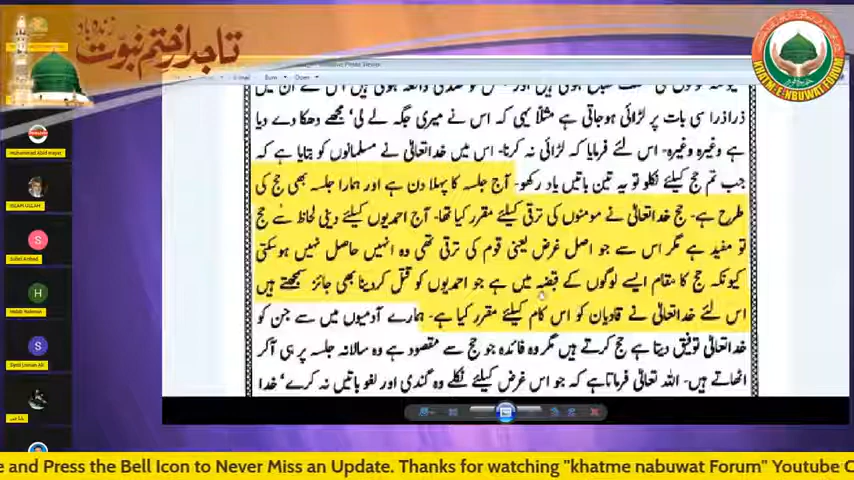 زندہ باد
تاجدارِ ختم نبوت
KHATM-E-NBUWAT FORUM
ذرا ذرا سی بات پر لڑائی ہو جاتی ہے مثلاً یہی کہ اس نے میری جگہ لے لی' مجھے دھکا دے دیا
ہے وغیرہ وغیرہ۔ اس لئے فرمایا کہ لڑائی نہ کرنا۔ اس میں خدا تعالیٰ نے مسلمانوں کو بتایا ہے کہ
جب تم حج کیلئے نکلو تو یہ تین باتیں یاد رکھو۔ آج جلسہ کا پہلا دن ہے اور ہمارا جلسہ بھی حج کی
طرح ہے۔ حج خدا تعالیٰ نے مومنوں کی ترقی کیلئے مقرر کیا تھا۔ آج احمدیوں کیلئے دینی لحاظ سے حج
تو مفید ہے مگر اس سے جو اصل غرض یعنی قوم کی ترقی تھی وہ انہیں حاصل نہیں ہو سکتی
کیونکہ حج کا مقام ایسے لوگوں کے قبضہ میں ہے جو احمدیوں کو قتل کر دینا بھی جائز سمجھتے ہیں
اس لئے خدا تعالیٰ نے قادیان کو اس کام کیلئے مقرر کیا ہے۔ ہمارے آدمیوں میں سے جن کو
خدا تعالیٰ توفیق دیتا ہے حج کرتے ہیں مگر وہ فائدہ جو حج سے مقصود ہے وہ سالانہ جلسہ پر ہی آکر
اٹھاتے ہیں۔ اللہ تعالیٰ فرماتا ہے کہ جو اس غرض کیلئے نکلے وہ گندی اور لغو باتیں نہ کرے' خدا
ISLAM ULLAH
S
H
Habib Rahman
S
Syed Usman Ali
e and Press the Bell Icon to Never Miss an Update. Thanks for watching "khatme nabuwat Forum" Youtube C